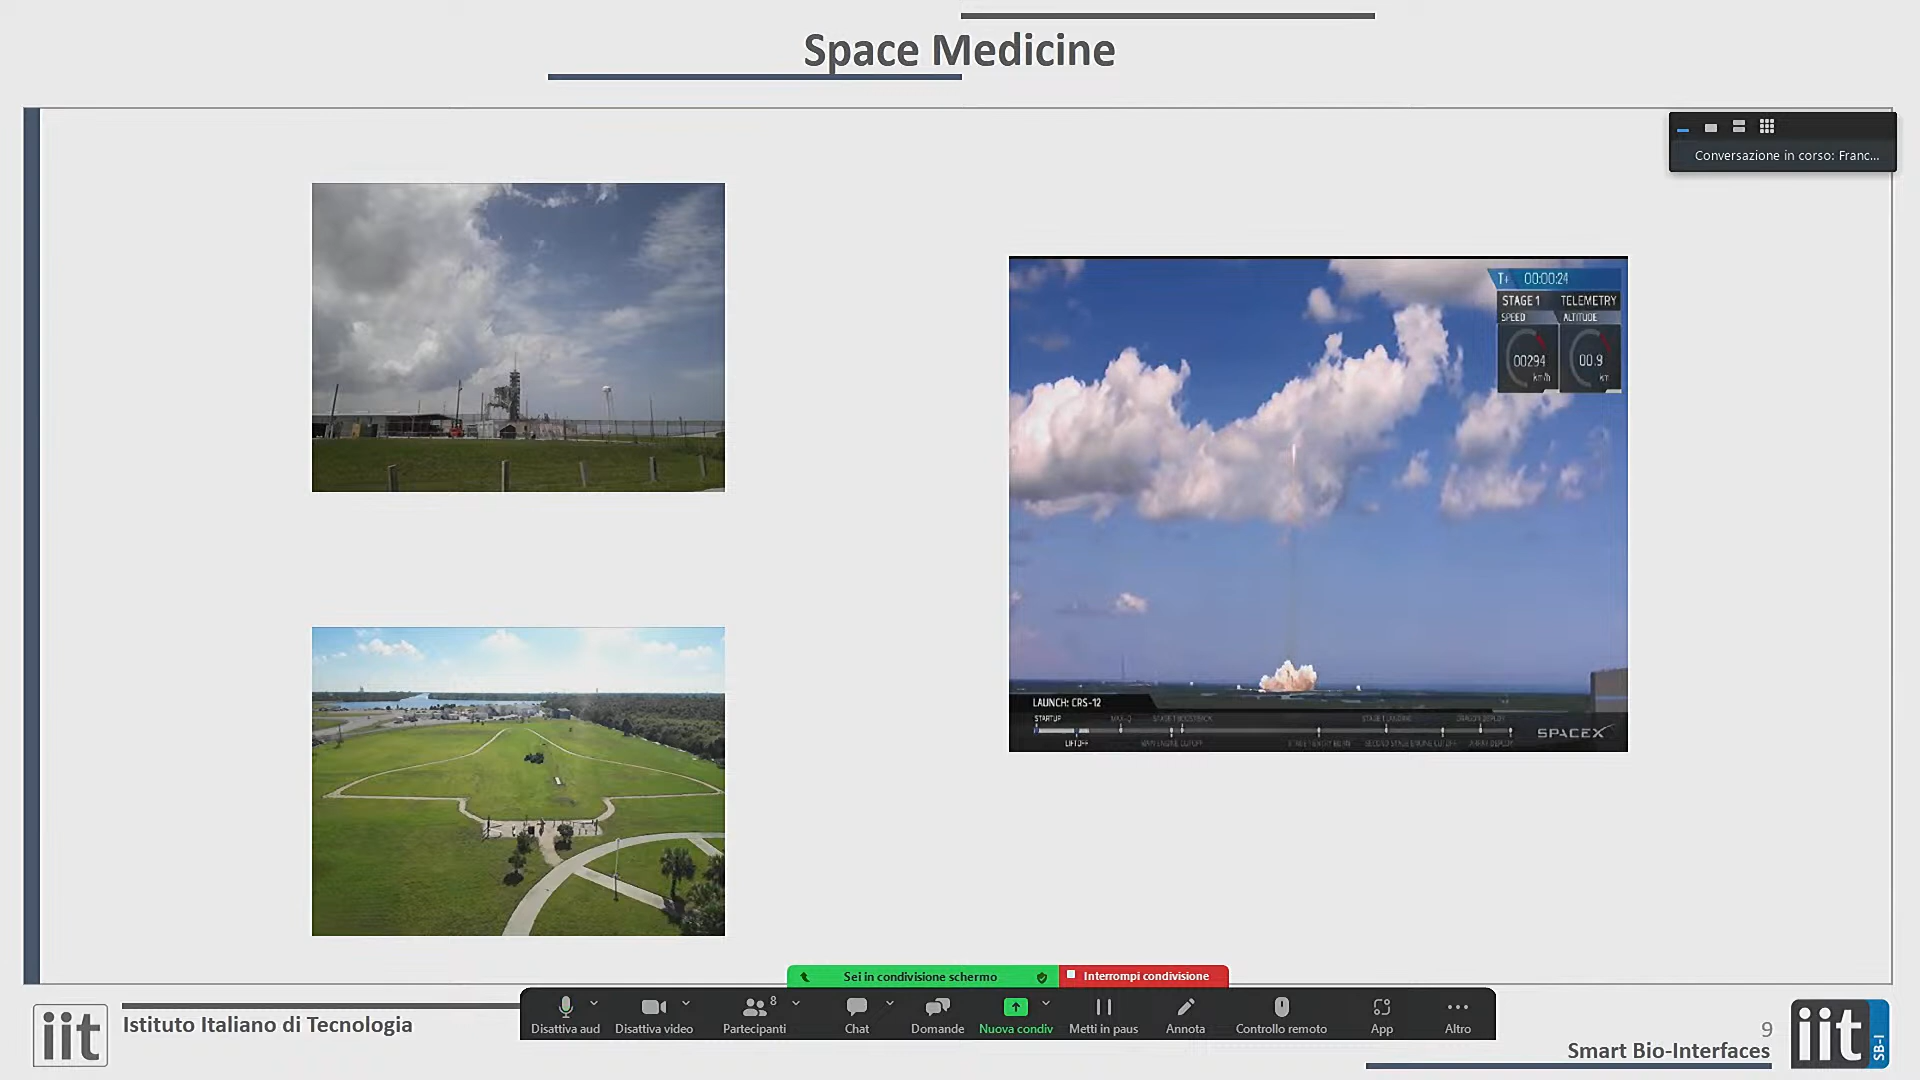 Space Medicine
Conversazione in corso: Franc...
T+ 00:00:24
STAGE 1 TELEMETRY
SPEED ALTITUDE
00294 00.9
km/h km
LAUNCH: CRS-12
STARTUP MAX-Q
LIFTOFF
SPACEX
Sei in condivisione schermo Interrompi condivisione
8
Disattiva aud Disattiva video Partecipanti Chat Domande Nuova condiv Metti in paus Annota Controllo remoto App Altro
iit Istituto Italiano di Tecnologia
9
Smart Bio-Interfaces
iit SB-I